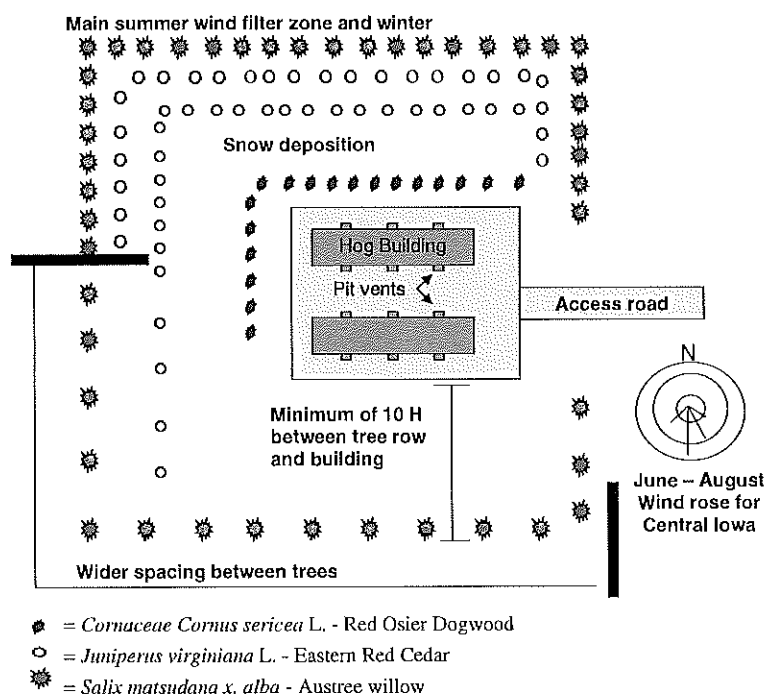 Main summer wind filter zone and winter
Snow deposition
Hog Building
Pit vents
Access road
N
Minimum of 10 H
between tree row
and building
June – August
Wind rose for
Central Iowa
Wider spacing between trees
= Cornaceae Cornus sericea L. - Red Osier Dogwood
= Juniperus virginiana L. - Eastern Red Cedar
= Salix matsudana x. alba - Austree willow